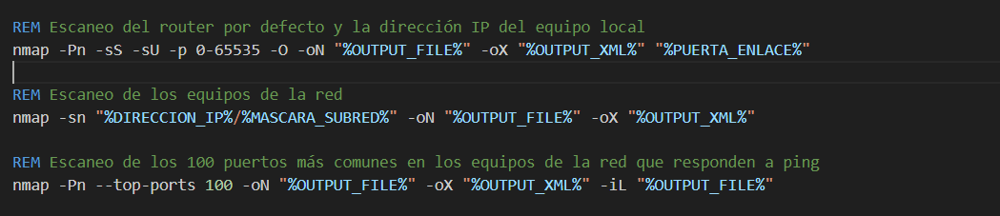 REM Escaneo del router por defecto y la dirección IP del equipo local
nmap -Pn -sS -sU -p 0-65535 -O -oN "%OUTPUT_FILE%" -oX "%OUTPUT_XML%" "%PUERTA_ENLACE%"
REM Escaneo de los equipos de la red
nmap -sn "%DIRECCION_IP%/%MASCARA_SUBRED%" -oN "%OUTPUT_FILE%" -oX "%OUTPUT_XML%"
REM Escaneo de los 100 puertos más comunes en los equipos de la red que responden a ping
nmap -Pn --top-ports 100 -oN "%OUTPUT_FILE%" -oX "%OUTPUT_XML%" -iL "%OUTPUT_FILE%"